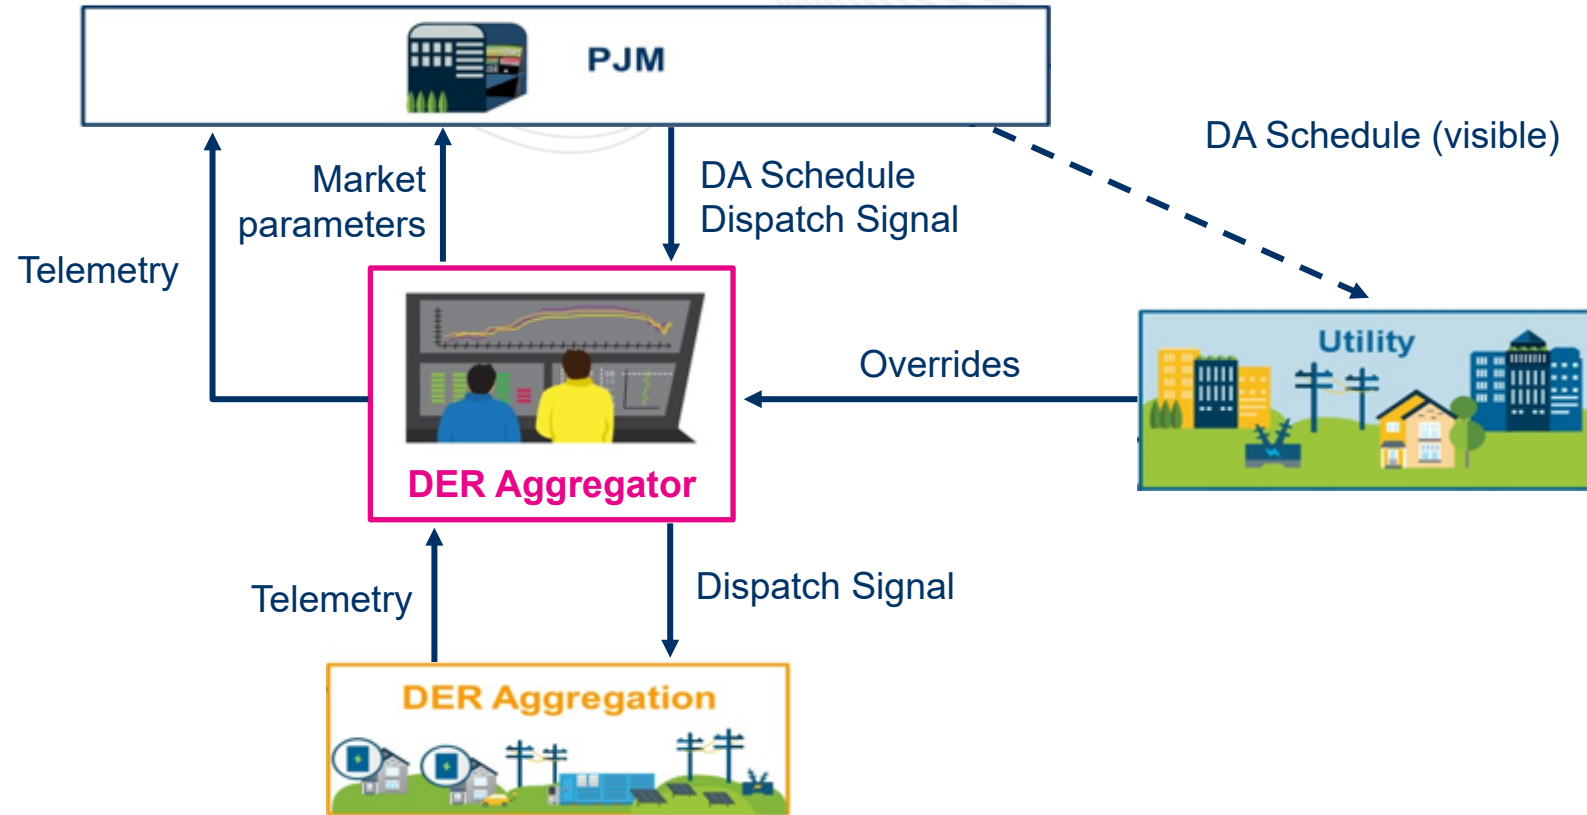 PJM
DA Schedule (visible)
Market
parameters
DA Schedule
Dispatch Signal
Telemetry
Utility
Overrides
DER Aggregator
Telemetry
Dispatch Signal
DER Aggregation